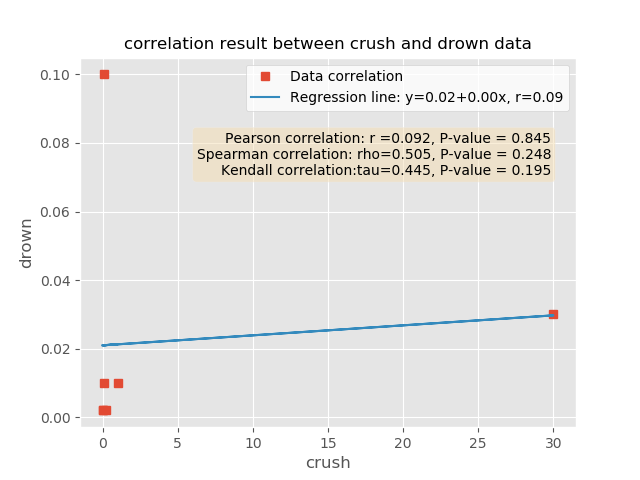 correlation result between crush and drown data
Data correlation
Regression line: y=0.02+0.00x, r=0.09
Pearson correlation: r =0.092, P-value = 0.845
Spearman correlation: rho=0.505, P-value = 0.248
Kendall correlation:tau=0.445, P-value = 0.195
0.10
0.08
0.06
0.04
0.02
0.00
drown
0 5 10 15 20 25 30
crush